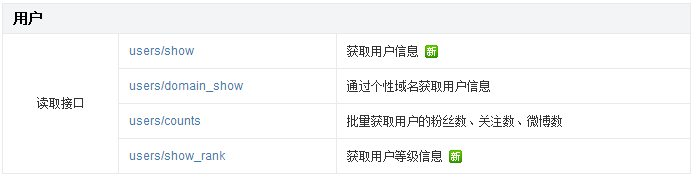 用户
读取接口
users/show 获取用户信息 新
users/domain_show 通过个性域名获取用户信息
users/counts 批量获取用户的粉丝数、关注数、微博数
users/show_rank 获取用户等级信息 新